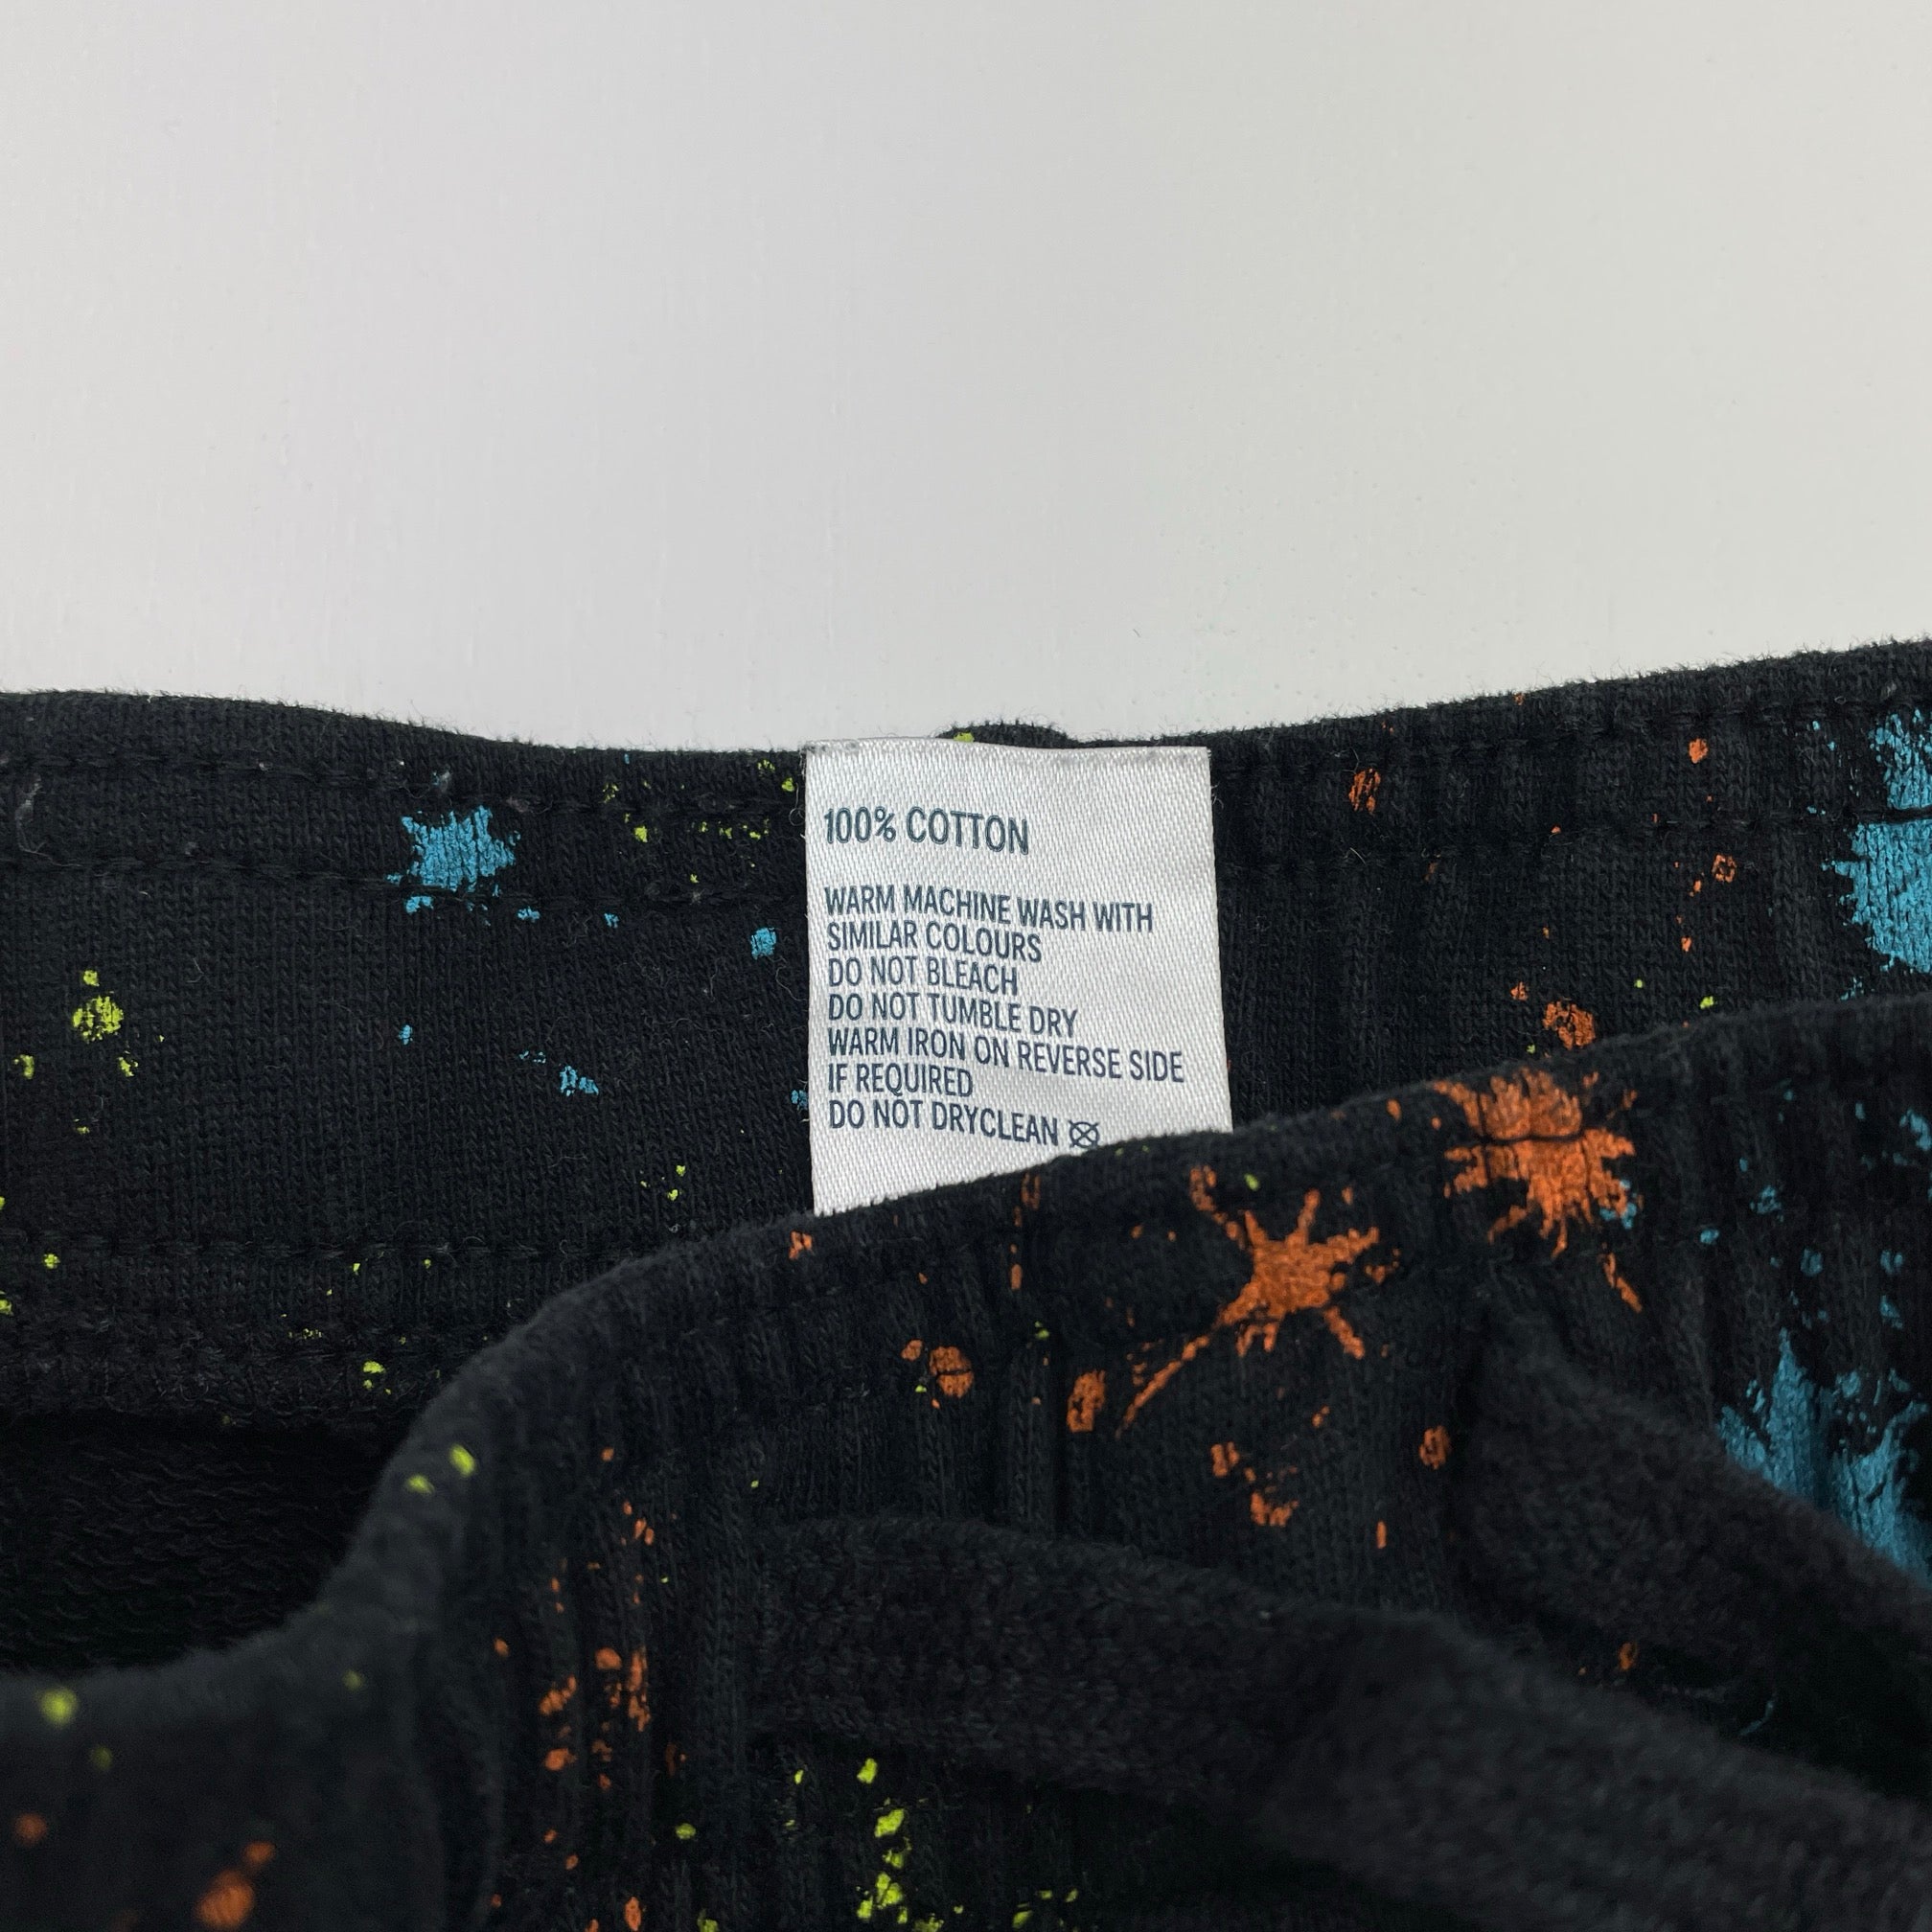 100% COTTON
WARM MACHINE WASH WITH
SIMILAR COLOURS
DO NOT BLEACH
DO NOT TUMBLE DRY
WARM IRON ON REVERSE SIDE
IF REQUIRED
DO NOT DRYCLEAN